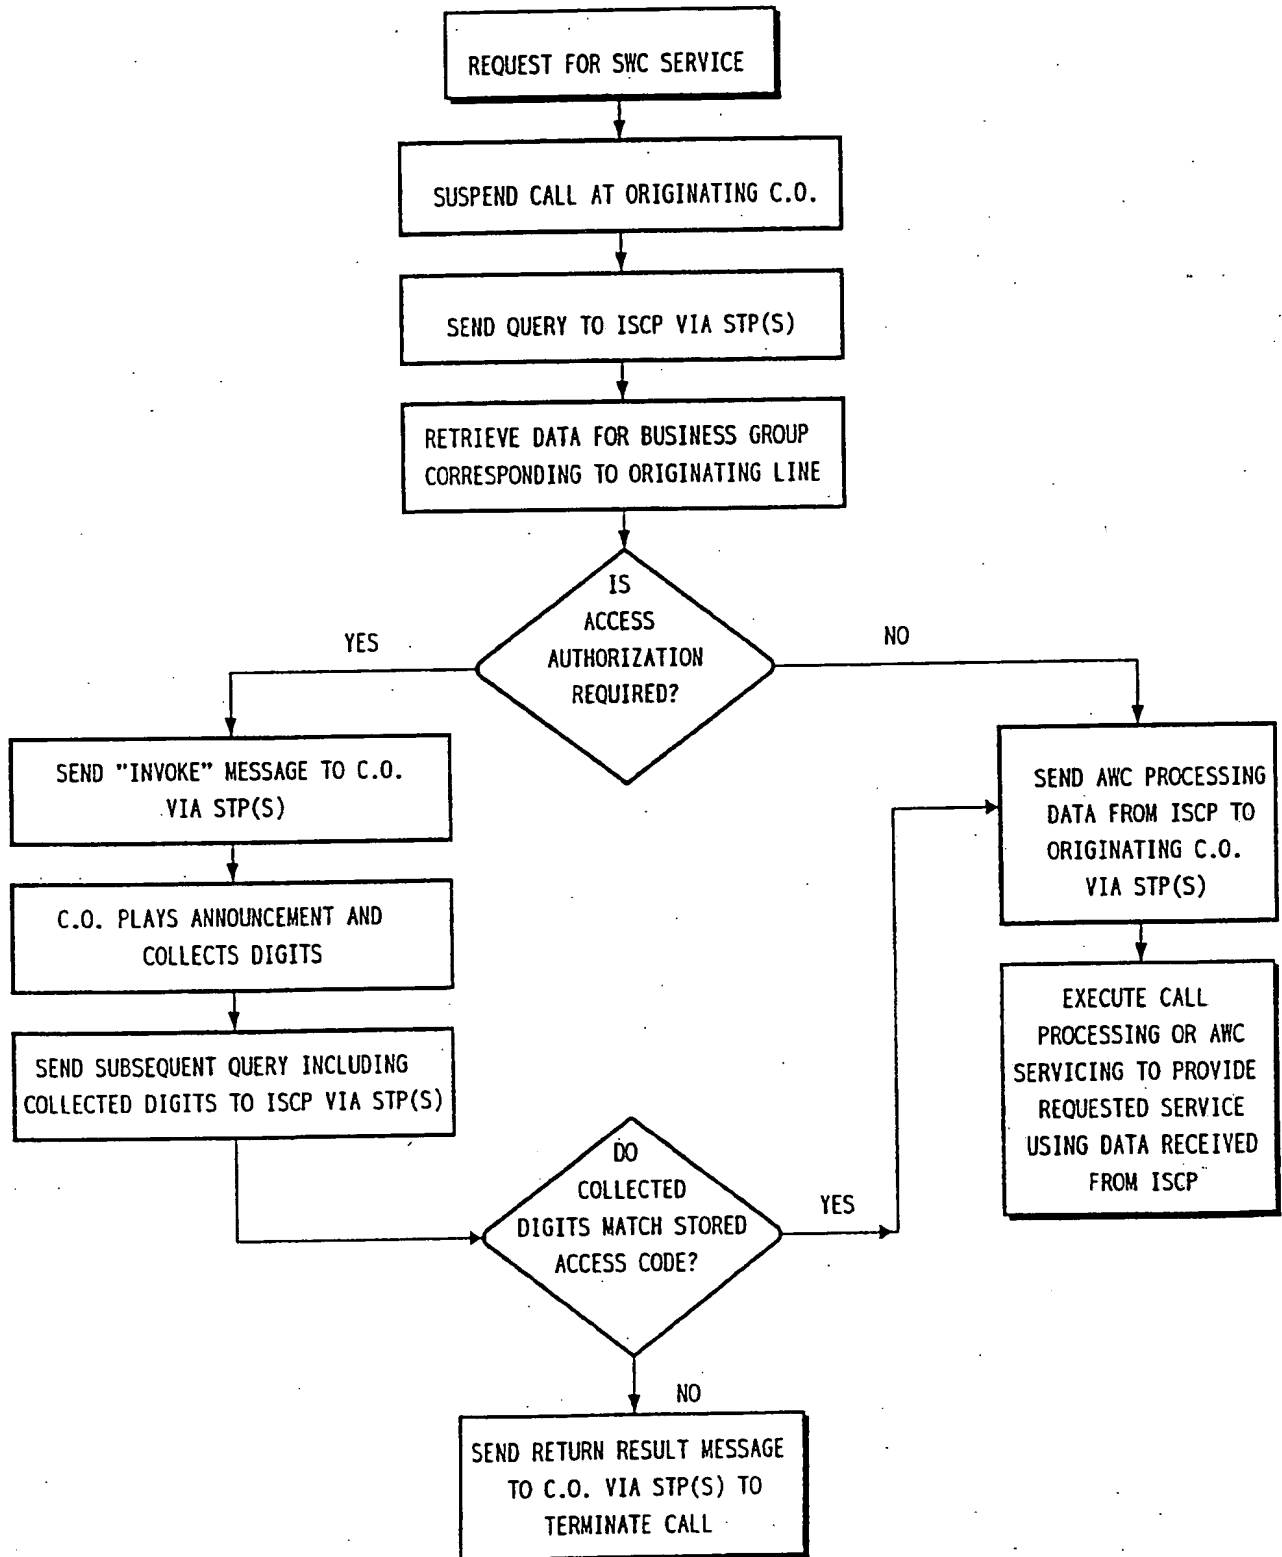 REQUEST FOR SWC SERVICE
SUSPEND CALL AT ORIGINATING C.O.
SEND QUERY TO ISCP VIA STP(S)
RETRIEVE DATA FOR BUSINESS GROUP
CORRESPONDING TO ORIGINATING LINE
IS
ACCESS
AUTHORIZATION
REQUIRED?
YES
NO
SEND "INVOKE" MESSAGE TO C.O.
VIA STP(S)
C.O. PLAYS ANNOUNCEMENT AND
COLLECTS DIGITS
SEND SUBSEQUENT QUERY INCLUDING
COLLECTED DIGITS TO ISCP VIA STP(S)
DO
COLLECTED
DIGITS MATCH STORED
ACCESS CODE?
YES
NO
SEND RETURN RESULT MESSAGE
TO C.O. VIA STP(S) TO
TERMINATE CALL
SEND AWC PROCESSING
DATA FROM ISCP TO
ORIGINATING C.O.
VIA STP(S)
EXECUTE CALL
PROCESSING OR AWC
SERVICING TO PROVIDE
REQUESTED SERVICE
USING DATA RECEIVED
FROM ISCP